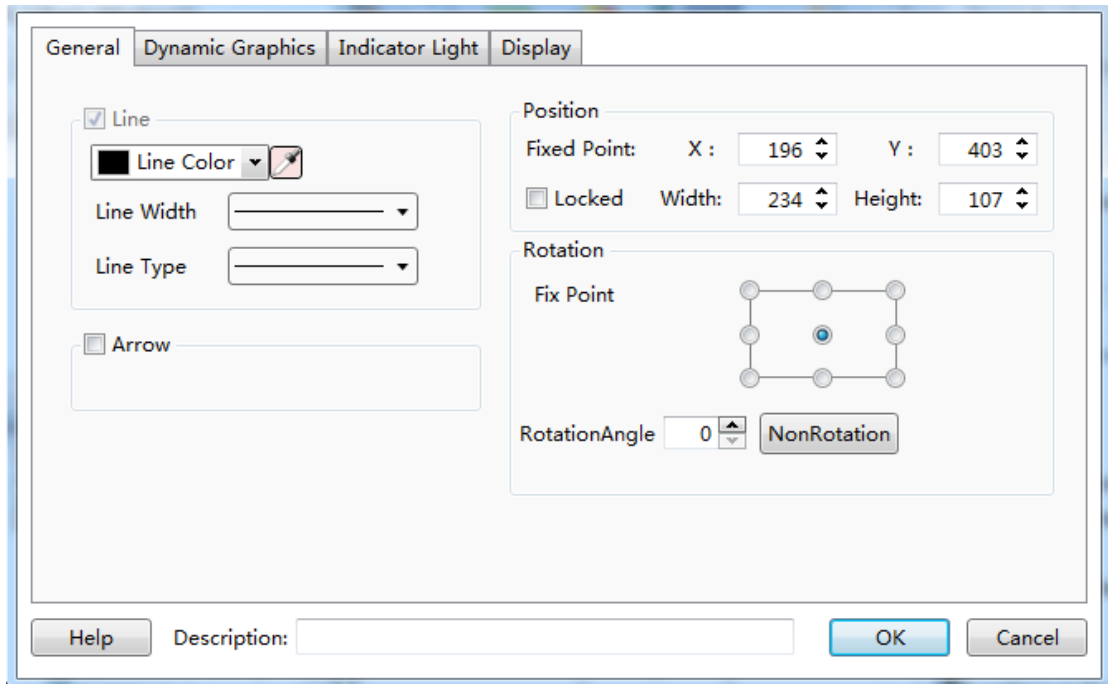 General Dynamic Graphics Indicator Light Display
Line
Line Color
Line Width
Line Type
Arrow
Position
Fixed Point: X : 196 Y : 403
Locked Width: 234 Height: 107
Rotation
Fix Point
RotationAngle 0 NonRotation
Help Description: OK Cancel